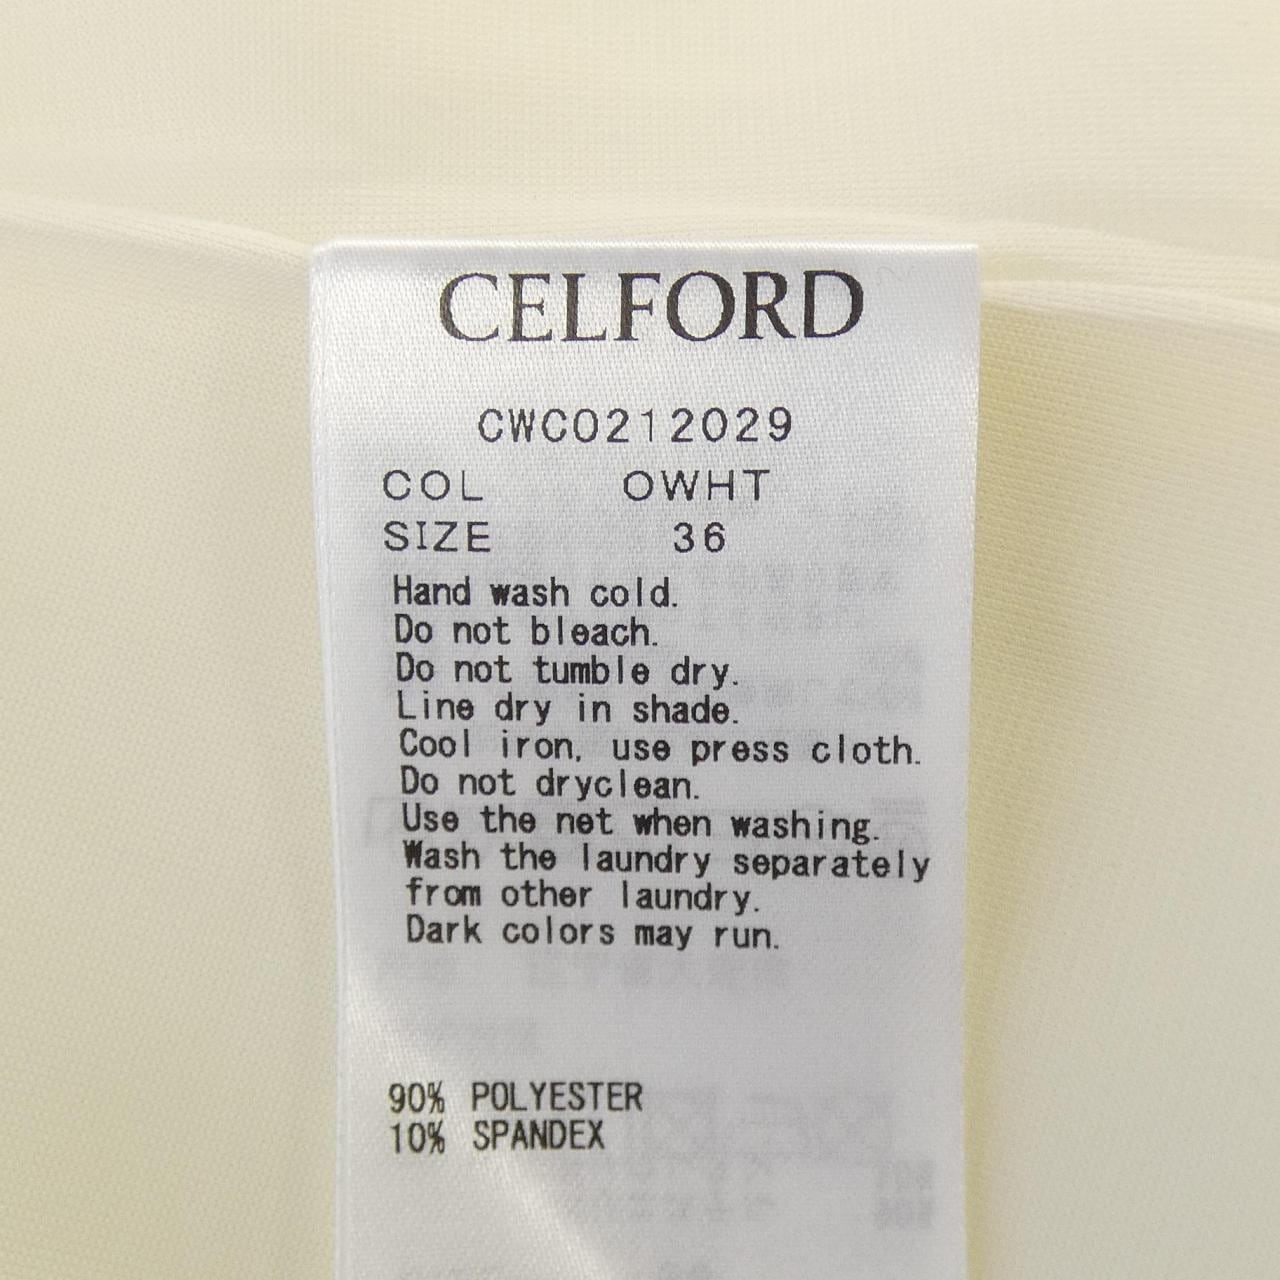 CELFORD
CWC0212029
COL OWHT
SIZE 36
Hand wash cold.
Do not bleach.
Do not tumble dry.
Line dry in shade.
Cool iron, use press cloth.
Do not dryclean.
Use the net when washing.
Wash the laundry separately
from other laundry.
Dark colors may run.
90% POLYESTER
10% SPANDEX